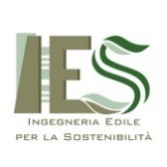 IES
INGEGNERIA EDILE
PER LA SOSTENIBILITÀ